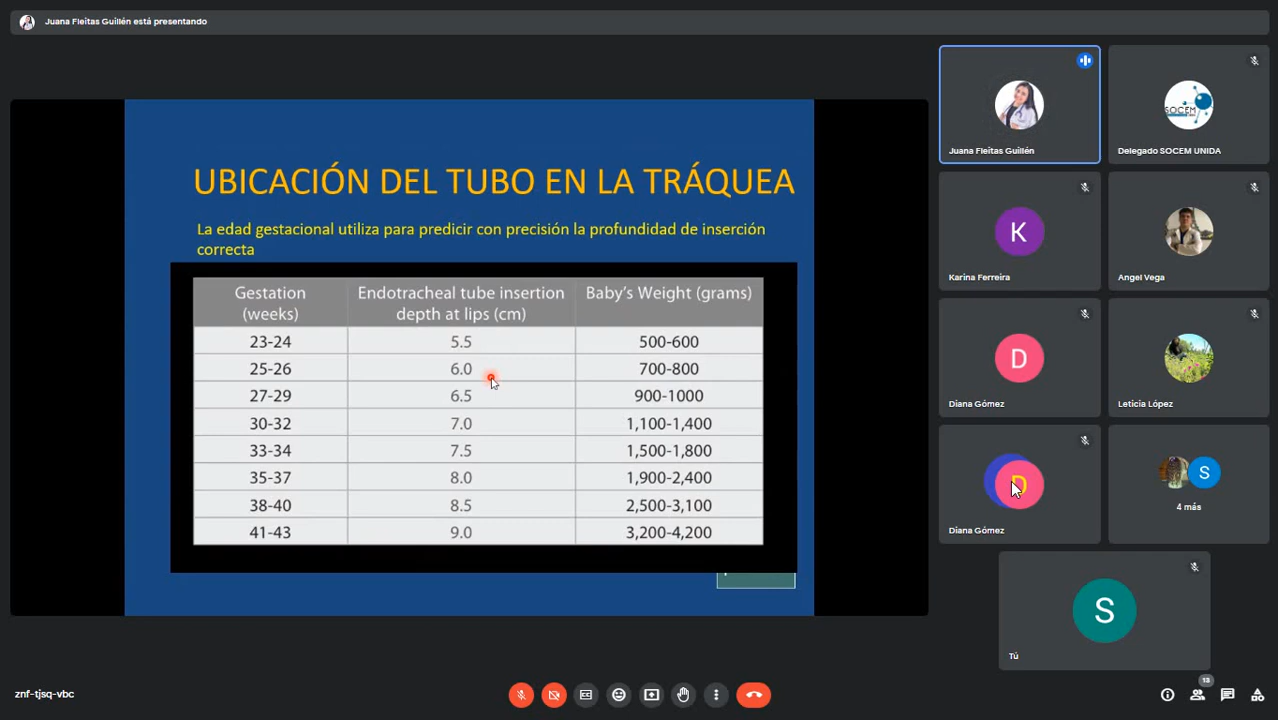 Juana Fleitas Guillén está presentando
UBICACIÓN DEL TUBO EN LA TRÁQUEA
La edad gestacional utiliza para predicir con precisión la profundidad de inserción
correcta
Gestation (weeks) Endotracheal tube insertion depth at lips (cm) Baby's Weight (grams)
23-24 5.5 500-600
25-26 6.0 700-800
27-29 6.5 900-1000
30-32 7.0 1,100-1,400
33-34 7.5 1,500-1,800
35-37 8.0 1,900-2,400
38-40 8.5 2,500-3,100
41-43 9.0 3,200-4,200
Juana Fleitas Guillén
SOCEM
Delegado SOCEM UNIDA
K
Karina Ferreira
Angel Vega
D
Diana Gómez
Leticia López
D
Diana Gómez
S
4 más
S
Tú
znf-tjsq-vbc
13